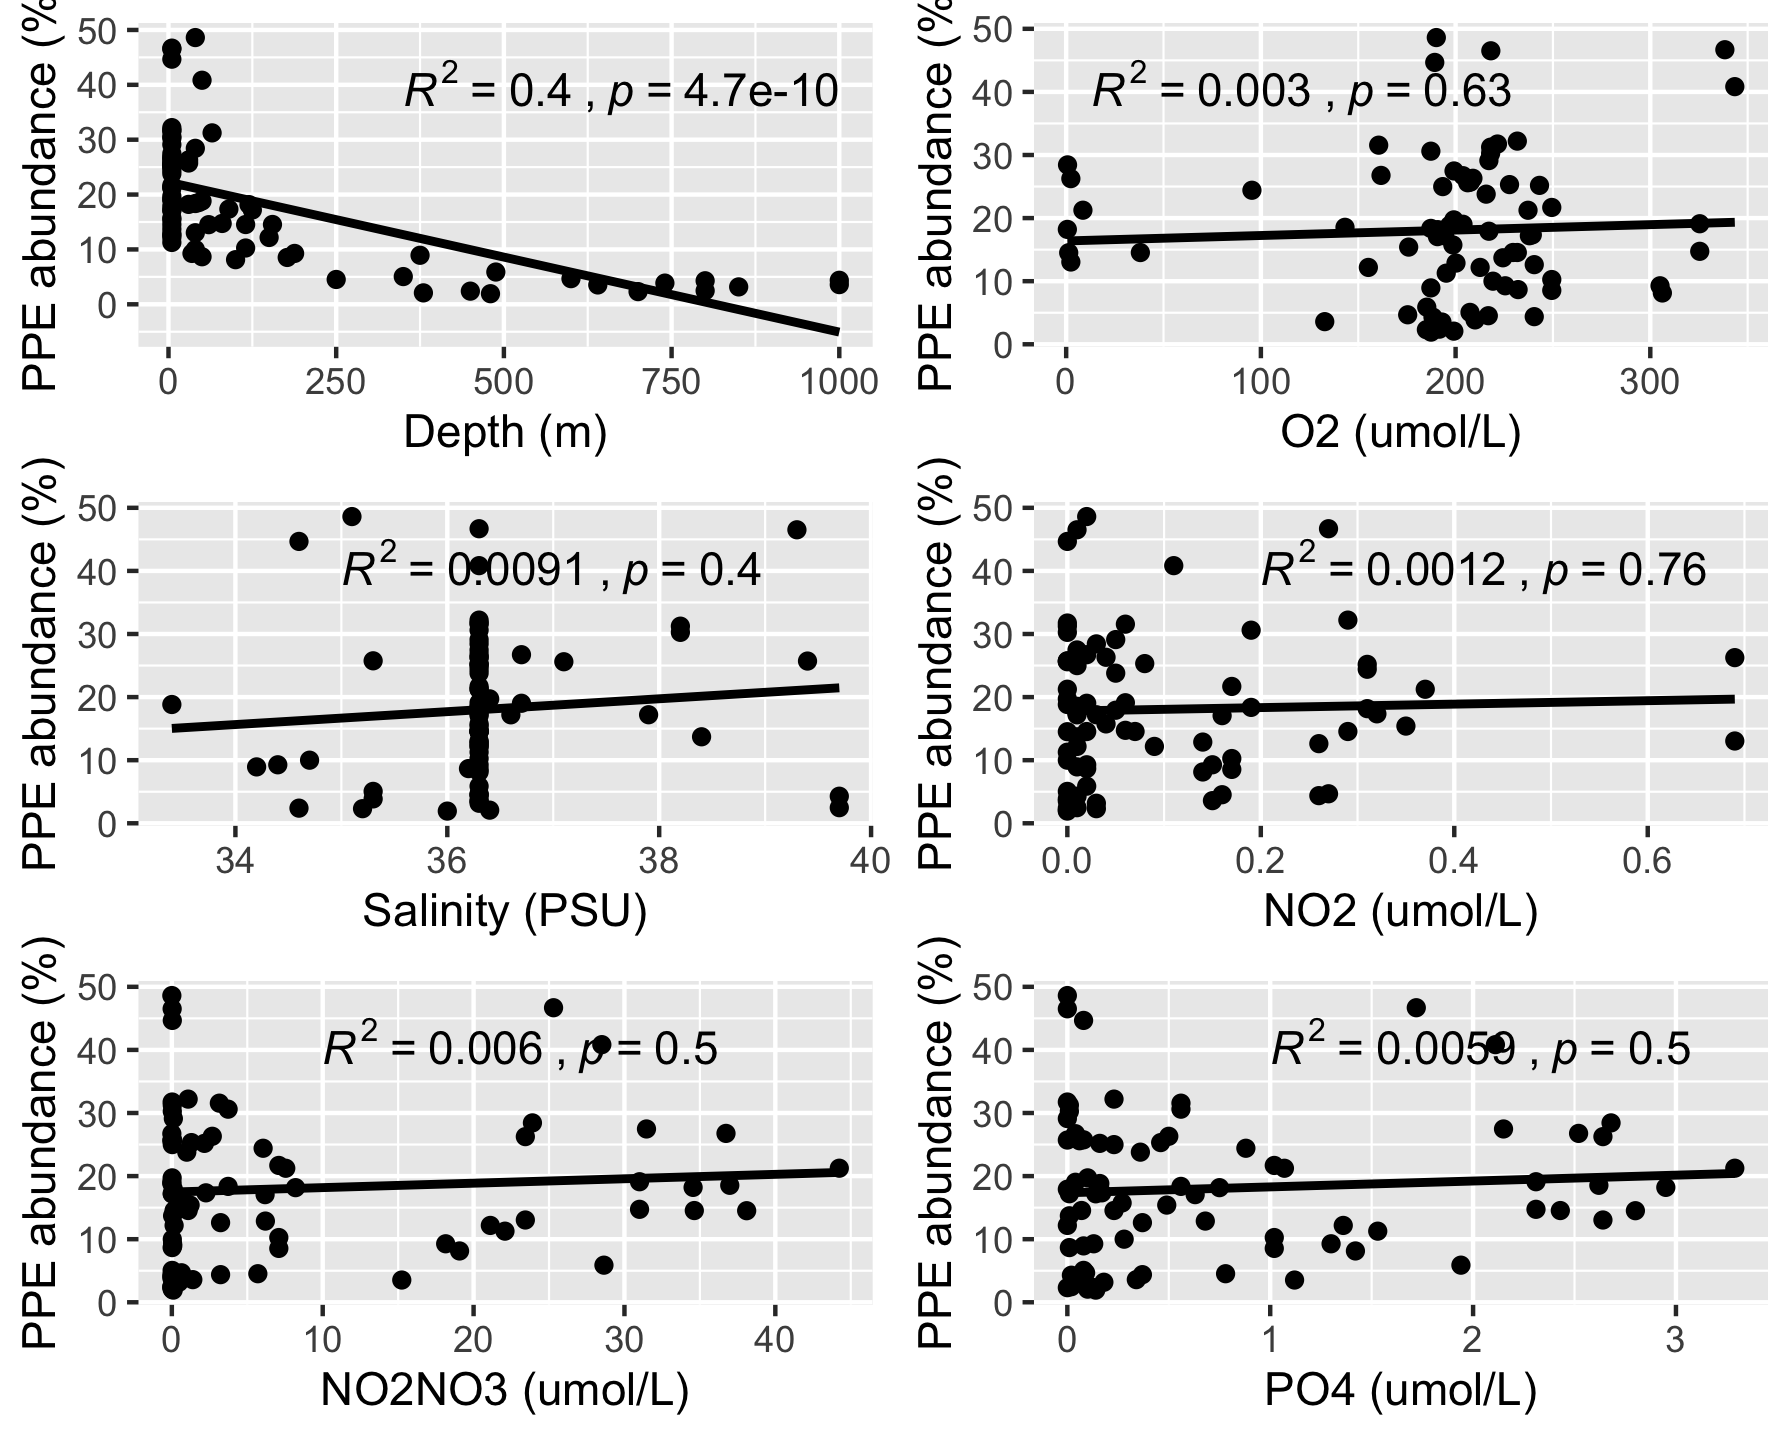 PPE abundance (%
50
40
30
20
10
0
R2 = 0.4 , p = 4.7e-10
0 250 500 750 1000
Depth (m)
PPE abundance (%
50
40
30
20
10
0
R2 = 0.003 , p = 0.63
0 100 200 300
O2 (umol/L)
PPE abundance (%)
50
40
30
20
10
0
R2 = 0.0091 , p = 0.4
34 36 38 40
Salinity (PSU)
PPE abundance (%)
50
40
30
20
10
0
R2 = 0.0012 , p = 0.76
0.0 0.2 0.4 0.6
NO2 (umol/L)
PPE abundance (%)
50
40
30
20
10
0
R2 = 0.006 , p = 0.5
0 10 20 30 40
NO2NO3 (umol/L)
PPE abundance (%)
50
40
30
20
10
0
R2 = 0.0059 , p = 0.5
0 1 2 3
PO4 (umol/L)